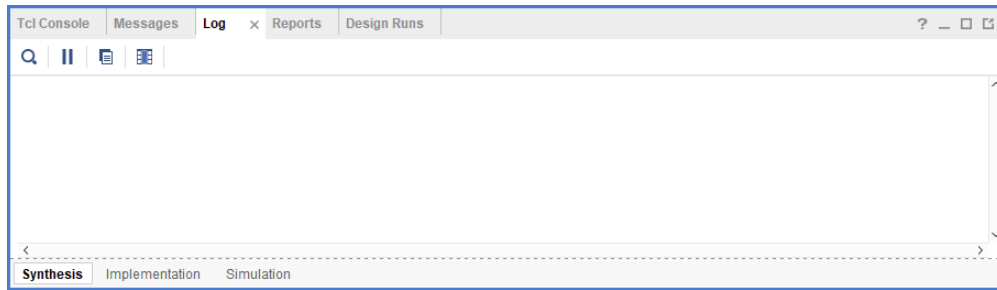 Tcl Console Messages Log × Reports Design Runs ?
Synthesis Implementation Simulation